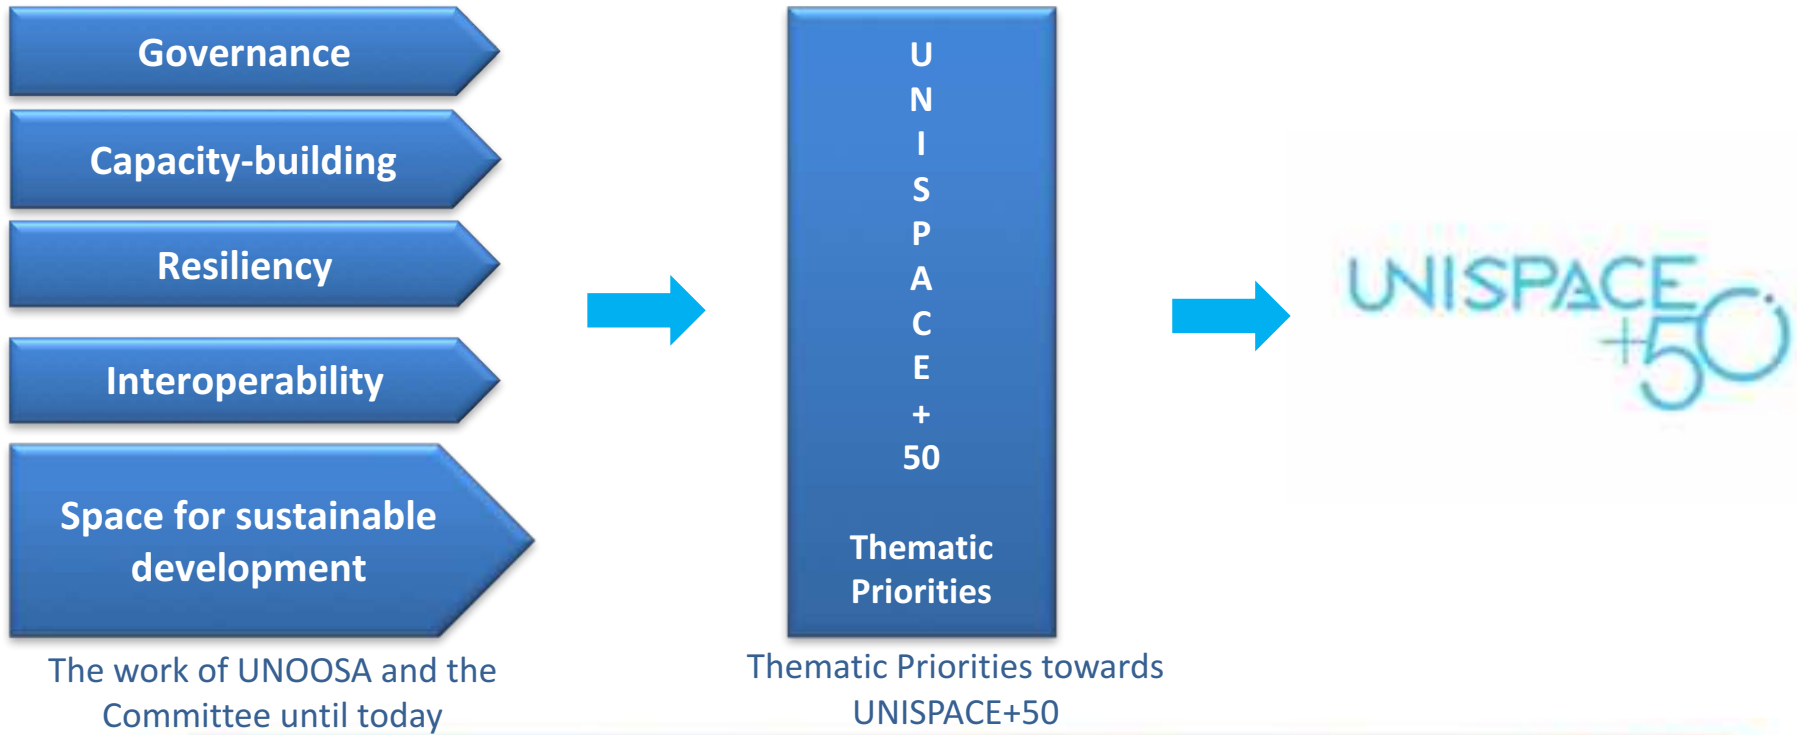 Governance
Capacity-building
Resiliency
Interoperability
Space for sustainable
development
The work of UNOOSA and the
Committee until today
U
N
I
S
P
A
C
E
+
50
Thematic
Priorities
Thematic Priorities towards
UNISPACE+50
UNISPACE
+50